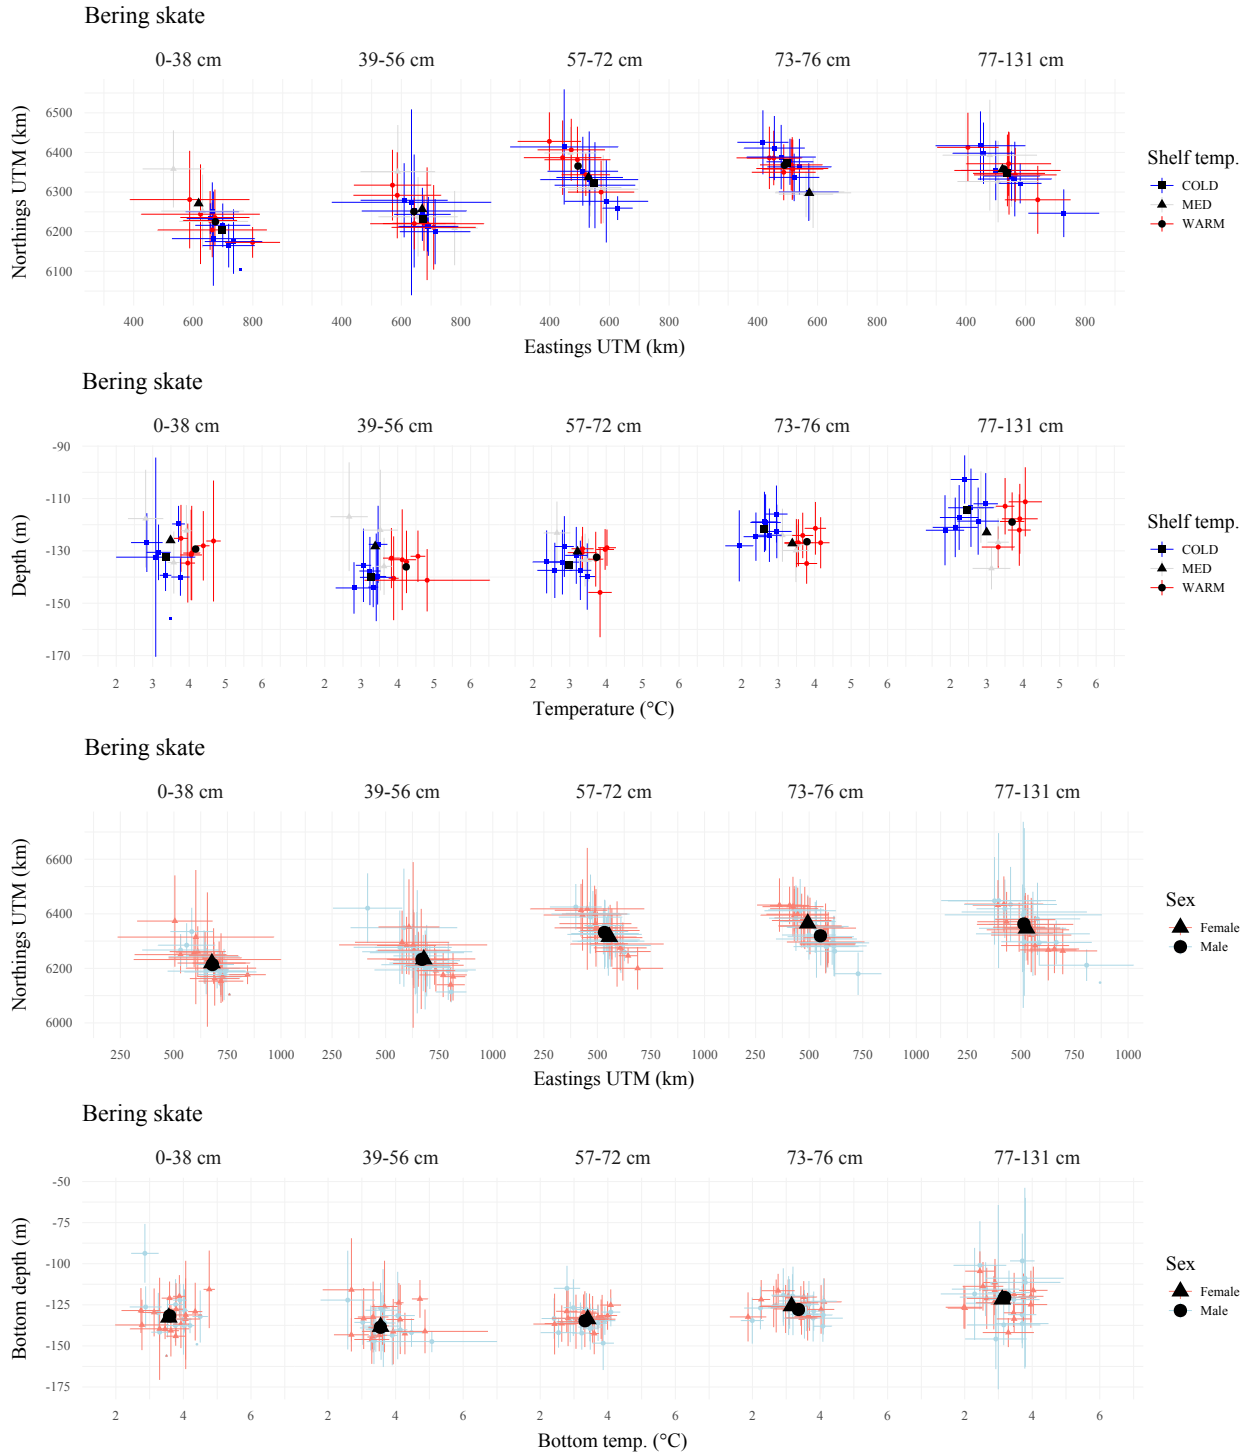 Bering skate
0-38 cm 39-56 cm 57-72 cm 73-76 cm 77-131 cm
Northings UTM (km)
6500
6400
6300
6200
6100
400 600 800 400 600 800 400 600 800 400 600 800 400 600 800
Eastings UTM (km)
Shelf temp.
COLD
MED
WARM
Bering skate
0-38 cm 39-56 cm 57-72 cm 73-76 cm 77-131 cm
Depth (m)
-90
-110
-130
-150
-170
2 3 4 5 6 2 3 4 5 6 2 3 4 5 6 2 3 4 5 6 2 3 4 5 6
Temperature (°C)
Shelf temp.
COLD
MED
WARM
Bering skate
0-38 cm 39-56 cm 57-72 cm 73-76 cm 77-131 cm
Northings UTM (km)
6600
6400
6200
6000
250 500 750 1000 250 500 750 1000 250 500 750 1000 250 500 750 1000 250 500 750 1000
Eastings UTM (km)
Sex
Female
Male
Bering skate
0-38 cm 39-56 cm 57-72 cm 73-76 cm 77-131 cm
Bottom depth (m)
-50
-75
-100
-125
-150
-175
2 4 6 2 4 6 2 4 6 2 4 6 2 4 6
Bottom temp. (°C)
Sex
Female
Male